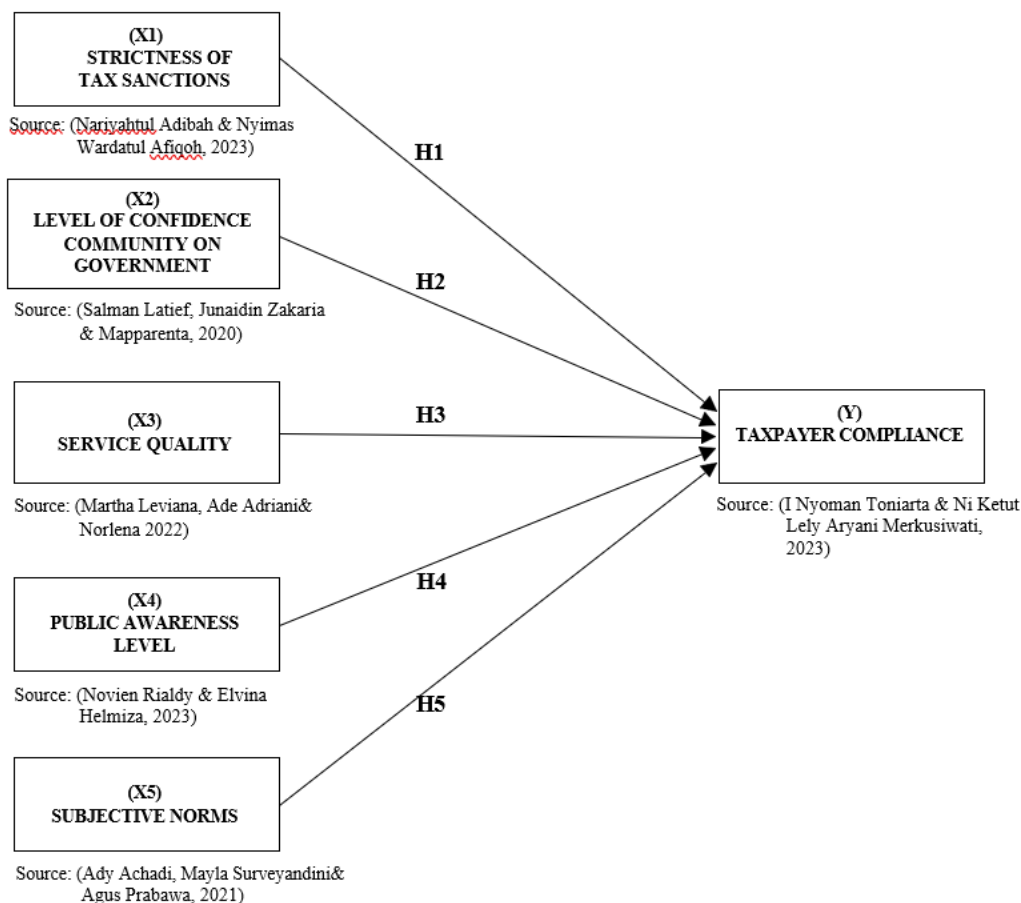 (X1)
STRICTNESS OF
TAX SANCTIONS
Source: (Nariyahtul Adibah & Nyimas
Wardatul Afiqoh, 2023)
H1
(X2)
LEVEL OF CONFIDENCE
COMMUNITY ON
GOVERNMENT
H2
Source: (Salman Latief, Junaidin Zakaria
& Mapparenta, 2020)
(X3)
SERVICE QUALITY
H3
(Y)
TAXPAYER COMPLIANCE
Source: (Martha Leviana, Ade Adriani&
Norlena 2022)
Source: (I Nyoman Toniarta & Ni Ketut
Lely Aryani Merkusiwati,
2023)
H4
(X4)
PUBLIC AWARENESS
LEVEL
Source: (Novien Rialdy & Elvina
Helmiza, 2023)
H5
(X5)
SUBJECTIVE NORMS
Source: (Ady Achadi, Mayla Surveyandini&
Agus Prabawa, 2021)